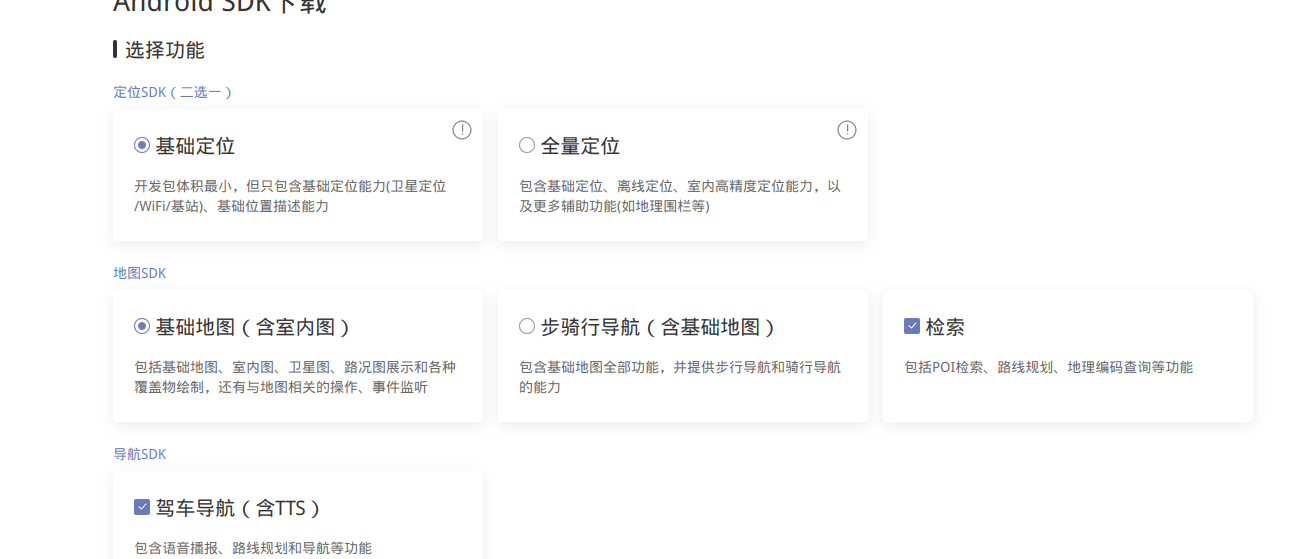 Android SDK下载
选择功能
定位SDK（二选一）
基础定位
开发包体积最小，但只包含基础定位能力(卫星定位
/WiFi/基站)、基础位置描述能力
全量定位
包含基础定位、离线定位、室内高精度定位能力，以
及更多辅助功能(如地理围栏等)
地图SDK
基础地图（含室内图）
包括基础地图、室内图、卫星图、路况图展示和各种
覆盖物绘制，还有与地图相关的操作、事件监听
步骑行导航（含基础地图）
包含基础地图全部功能，并提供步行导航和骑行导航
的能力
检索
包括POI检索、路线规划、地理编码查询等功能
导航SDK
驾车导航（含TTS）
包含语音播报、路线规划和导航等功能